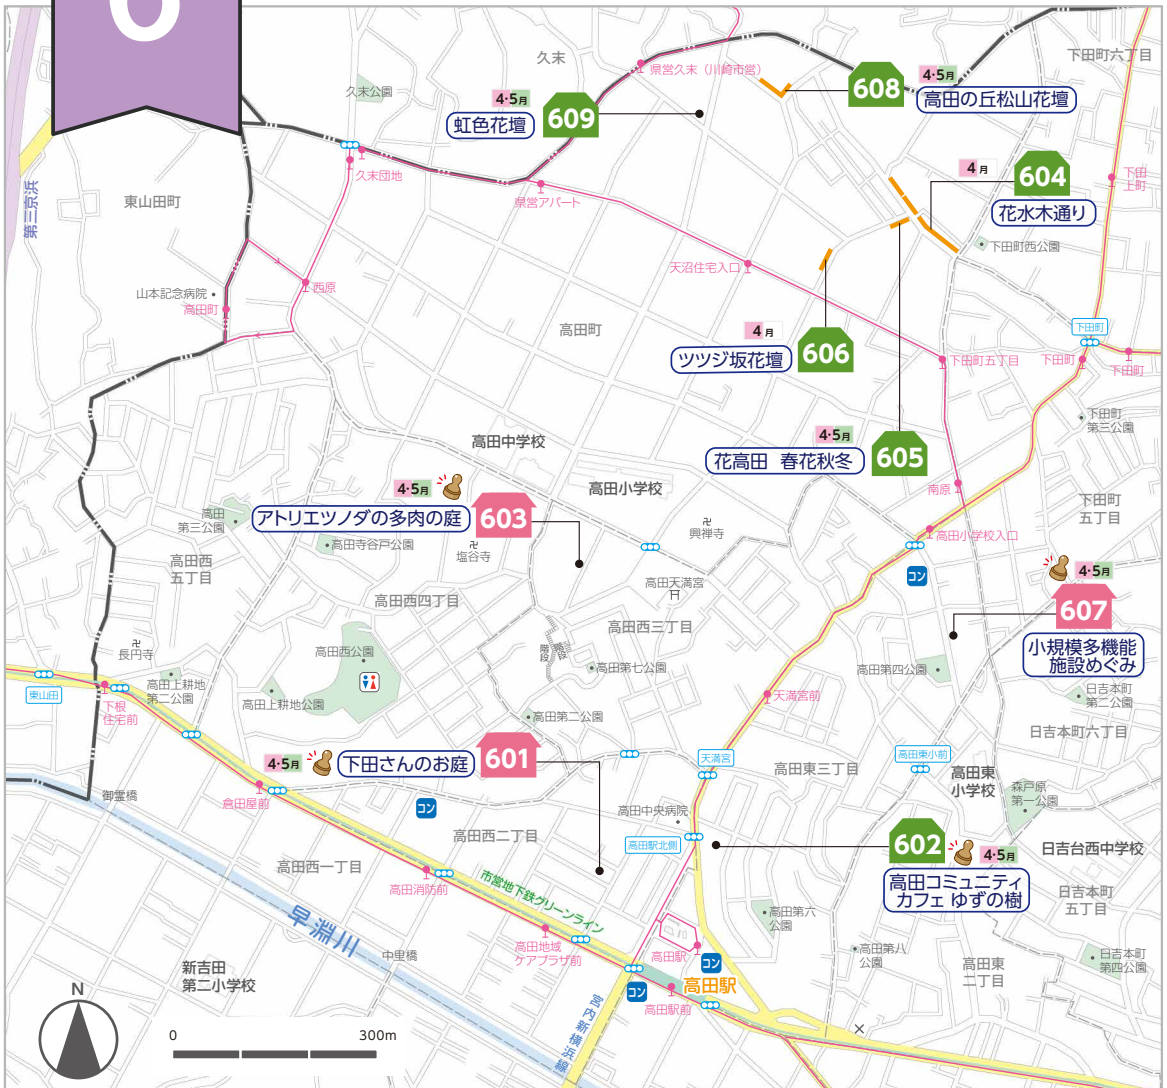 6
久末
下田町六丁目
県営久末（川崎市営）
久末公園
4·5月
609
虹色花壇
608
4·5月
高田の丘松山花壇
第三京浜
東山田町
久末団地
県営アパート
4月
604
花水木通り
下田上町
下田町西公園
天沼住宅入口
山本記念病院
高田町
西原
高田町
4月
606
ツツジ坂花壇
下田町
下田町五丁目
下田町
下田町
下田町
第三公園
高田中学校
4·5月
605
花高田 春花秋冬
高田小学校
南原
下田町
五丁目
4·5月
603
アトリエツノダの多肉の庭
高田
第三公園
高田寺谷戸公園
塩谷寺
興禅寺
高田小学校入口
高田西
五丁目
コン
高田天満宮
4·5月
607
小規模多機能
施設めぐみ
高田西四丁目
高田西三丁目
長円寺
高田西公園
階段
階段
高田第七公園
高田第四公園
東山田
高田上耕地
第二公園
下根
住宅前
高田上耕地公園
高田第二公園
天満宮前
日吉本町
第二公園
日吉本町六丁目
4·5月
下田さんのお庭
601
天満宮
高田東三丁目
高田東小前
高田東
小学校
森戸原
第一公園
御霊橋
倉田屋前
コン
高田中央病院
高田西二丁目
高田駅北側
602
4·5月
高田コミュニティ
カフェ ゆずの樹
日吉台西中学校
高田西一丁目
高田消防前
市営地下鉄グリーンライン
日吉本町
五丁目
早淵川
高田第六
公園
高田地域
ケアプラザ前
中里橋
高田駅
コン
高田第八
公園
高田東
二丁目
日吉本町
第四公園
新吉田
第二小学校
高田駅
コン
高田駅前
宮内新横浜線
N
0
300m